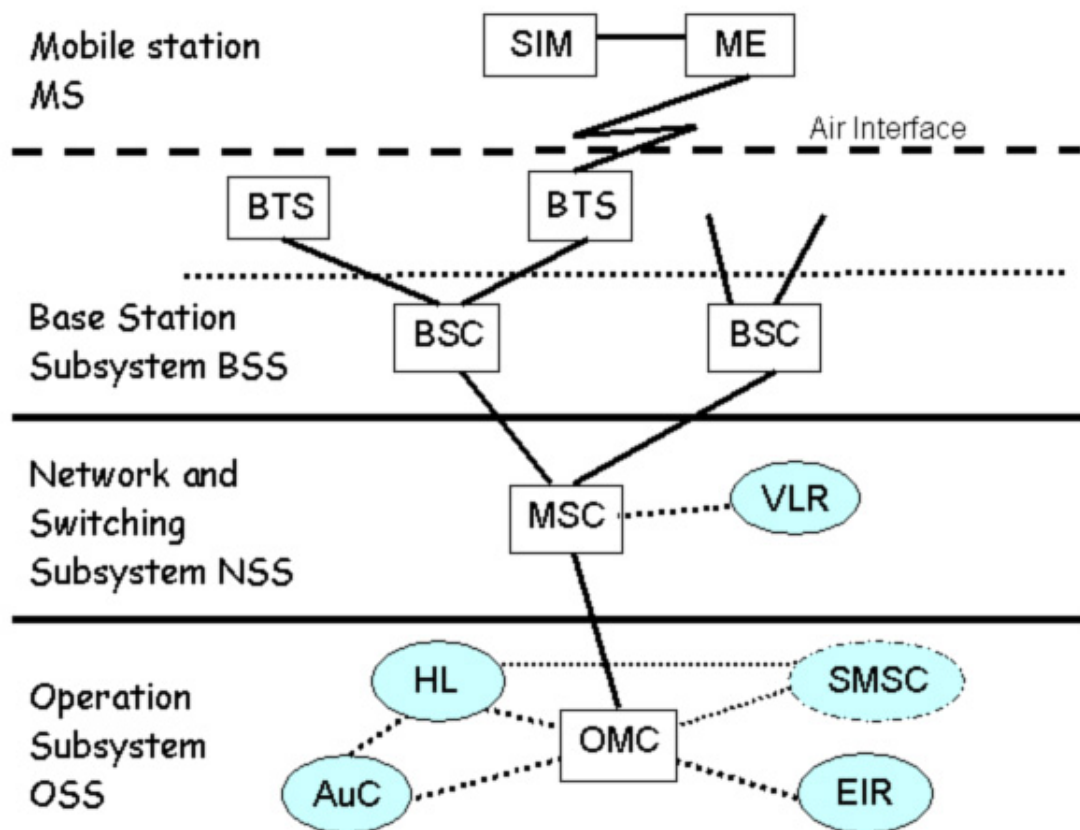 Mobile station
MS
SIM
ME
Air Interface
BTS
BTS
Base Station
Subsystem BSS
BSC
BSC
Network and
Switching
Subsystem NSS
MSC
VLR
Operation
Subsystem
OSS
HL
SMSC
OMC
AuC
EIR